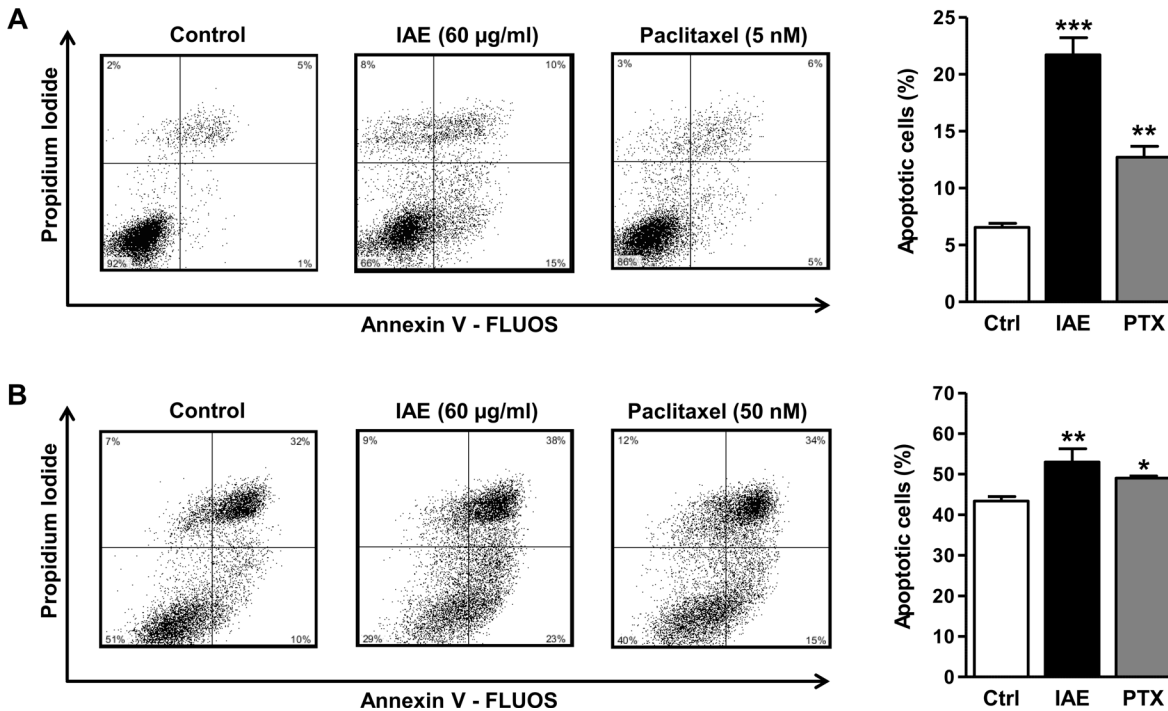 A
Control
IAE (60 µg/ml)
Paclitaxel (5 nM)
Propidium Iodide
2%
5%
92%
1%
8%
10%
66%
15%
3%
6%
86%
5%
Annexin V - FLUOS
Apoptotic cells (%)
25
20
15
10
5
0
***
**
Ctrl
IAE
PTX
B
Control
IAE (60 µg/ml)
Paclitaxel (50 nM)
Propidium Iodide
7%
32%
51%
10%
9%
38%
29%
23%
12%
34%
40%
15%
Annexin V - FLUOS
Apoptotic cells (%)
70
60
50
40
30
20
10
0
**
*
Ctrl
IAE
PTX